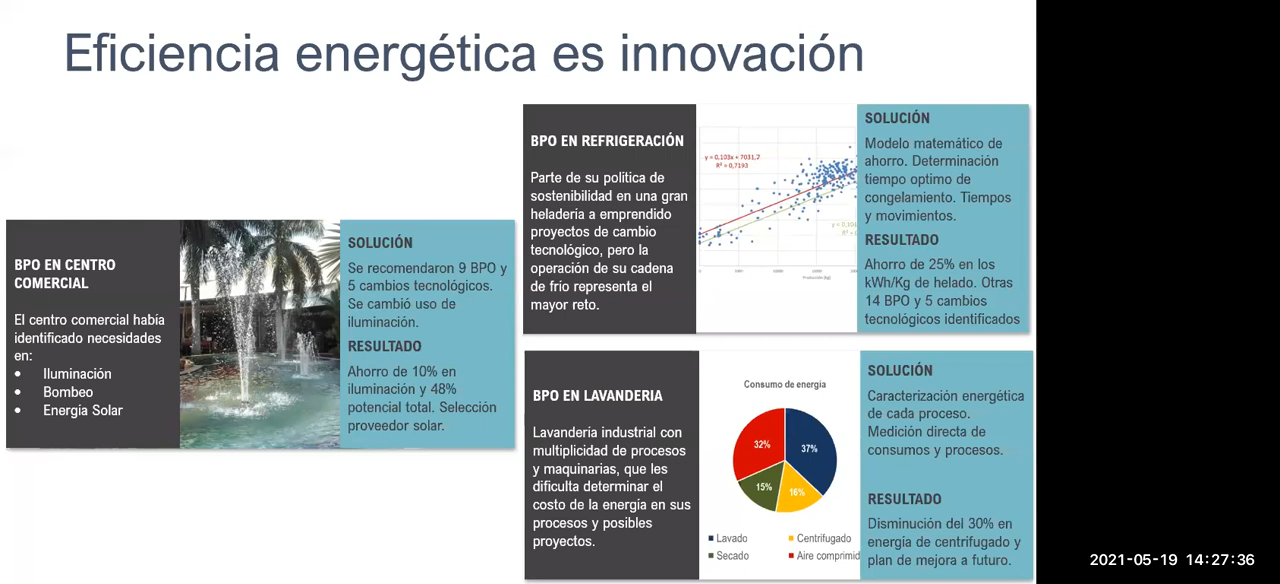 Eficiencia energética es innovación
BPO EN CENTRO
COMERCIAL
El centro comercial había
identificado necesidades
en:
• Iluminación
• Bombeo
• Energía Solar
SOLUCIÓN
Se recomendaron 9 BPO y
5 cambios tecnológicos.
Se cambió uso de
iluminación.
RESULTADO
Ahorro de 10% en
iluminación y 48%
potencial total. Selección
proveedor solar.
BPO EN REFRIGERACIÓN
Parte de su política de
sostenibilidad en una gran
heladería a emprendido
proyectos de cambio
tecnológico, pero la
operación de su cadena
de frío representa el
mayor reto.
y = 0,103x + 7031,7
R² = 0,7193
Producción (kg)
SOLUCIÓN
Modelo matemático de
ahorro. Determinación
tiempo optimo de
congelamiento. Tiempos
y movimientos.
RESULTADO
Ahorro de 25% en los
kWh/Kg de helado. Otras
14 BPO y 5 cambios
tecnológicos identificados
BPO EN LAVANDERIA
Lavandería industrial con
multiplicidad de procesos
y maquinarias, que les
dificulta determinar el
costo de la energía en sus
procesos y posibles
proyectos.
Consumo de energía
32%
37%
15%
16%
Lavado
Centrifugado
Secado
Aire comprimid
SOLUCIÓN
Caracterización energética
de cada proceso.
Medición directa de
consumos y procesos.
RESULTADO
Disminución del 30% en
energía de centrifugado y
plan de mejora a futuro.
2021-05-19 14:27:36